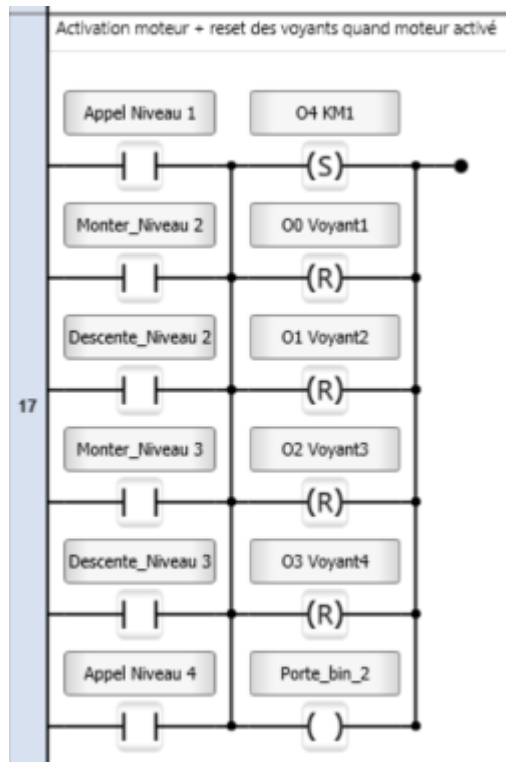 Activation moteur + reset des voyants quand moteur activé
Appel Niveau 1
O4 KM1
(S)
Monter_Niveau 2
O0 Voyant1
(R)
Descente_Niveau 2
O1 Voyant2
(R)
17
Monter_Niveau 3
O2 Voyant3
(R)
Descente_Niveau 3
O3 Voyant4
(R)
Appel Niveau 4
Porte_bin_2
( )